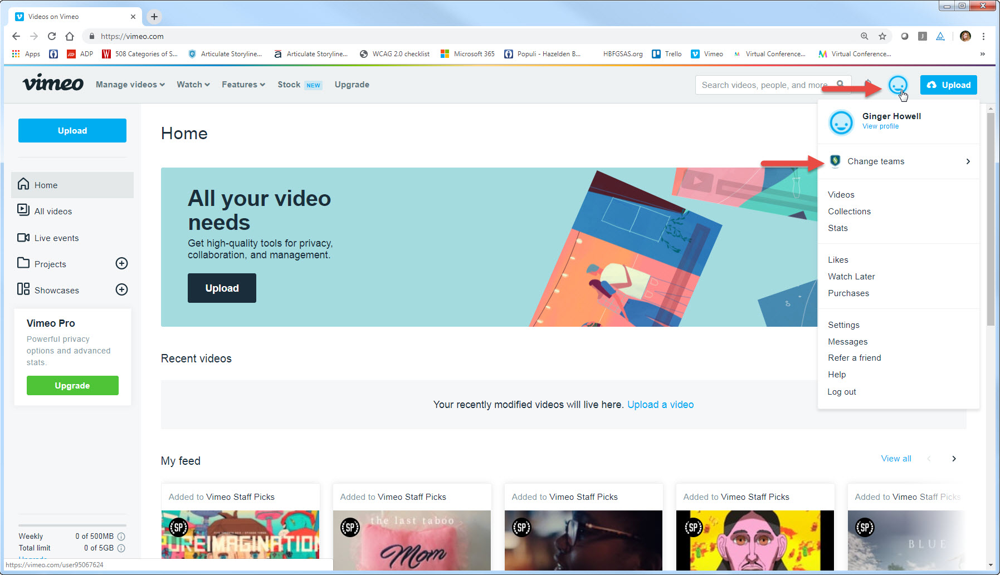 Videos on Vimeo
https://vimeo.com
Apps
ADP
508 Categories of S...
Articulate Storyline...
Articulate Storyline...
WCAG 2.0 checklist
Microsoft 365
Populi - Hazelden B...
HBFGSAS.org
Trello
Vimeo
Virtual Conference...
Virtual Conference...
vimeo
Manage videos
Watch
Features
Stock NEW
Upgrade
Search videos, people, and more
Upload
Ginger Howell
View profile
Change teams
Videos
Collections
Stats
Likes
Watch Later
Purchases
Settings
Messages
Refer a friend
Help
Log out
Upload
Home
All videos
Live events
Projects
Showcases
Vimeo Pro
Powerful privacy
options and advanced
stats.
Upgrade
Weekly 0 of 500MB
Total limit 0 of 5GB
Upgrade
https://vimeo.com/user95067624
Home
All your video
needs
Get high-quality tools for privacy,
collaboration, and management.
Upload
Recent videos
Your recently modified videos will live here. Upload a video
My feed
View all
Added to Vimeo Staff Picks
SP
Added to Vimeo Staff Picks
SP
the last taboo
Mom
Added to Vimeo Staff Picks
SP
Added to Vimeo Staff Picks
SP
Added to Vimeo Staff Picks
SP
BLUE